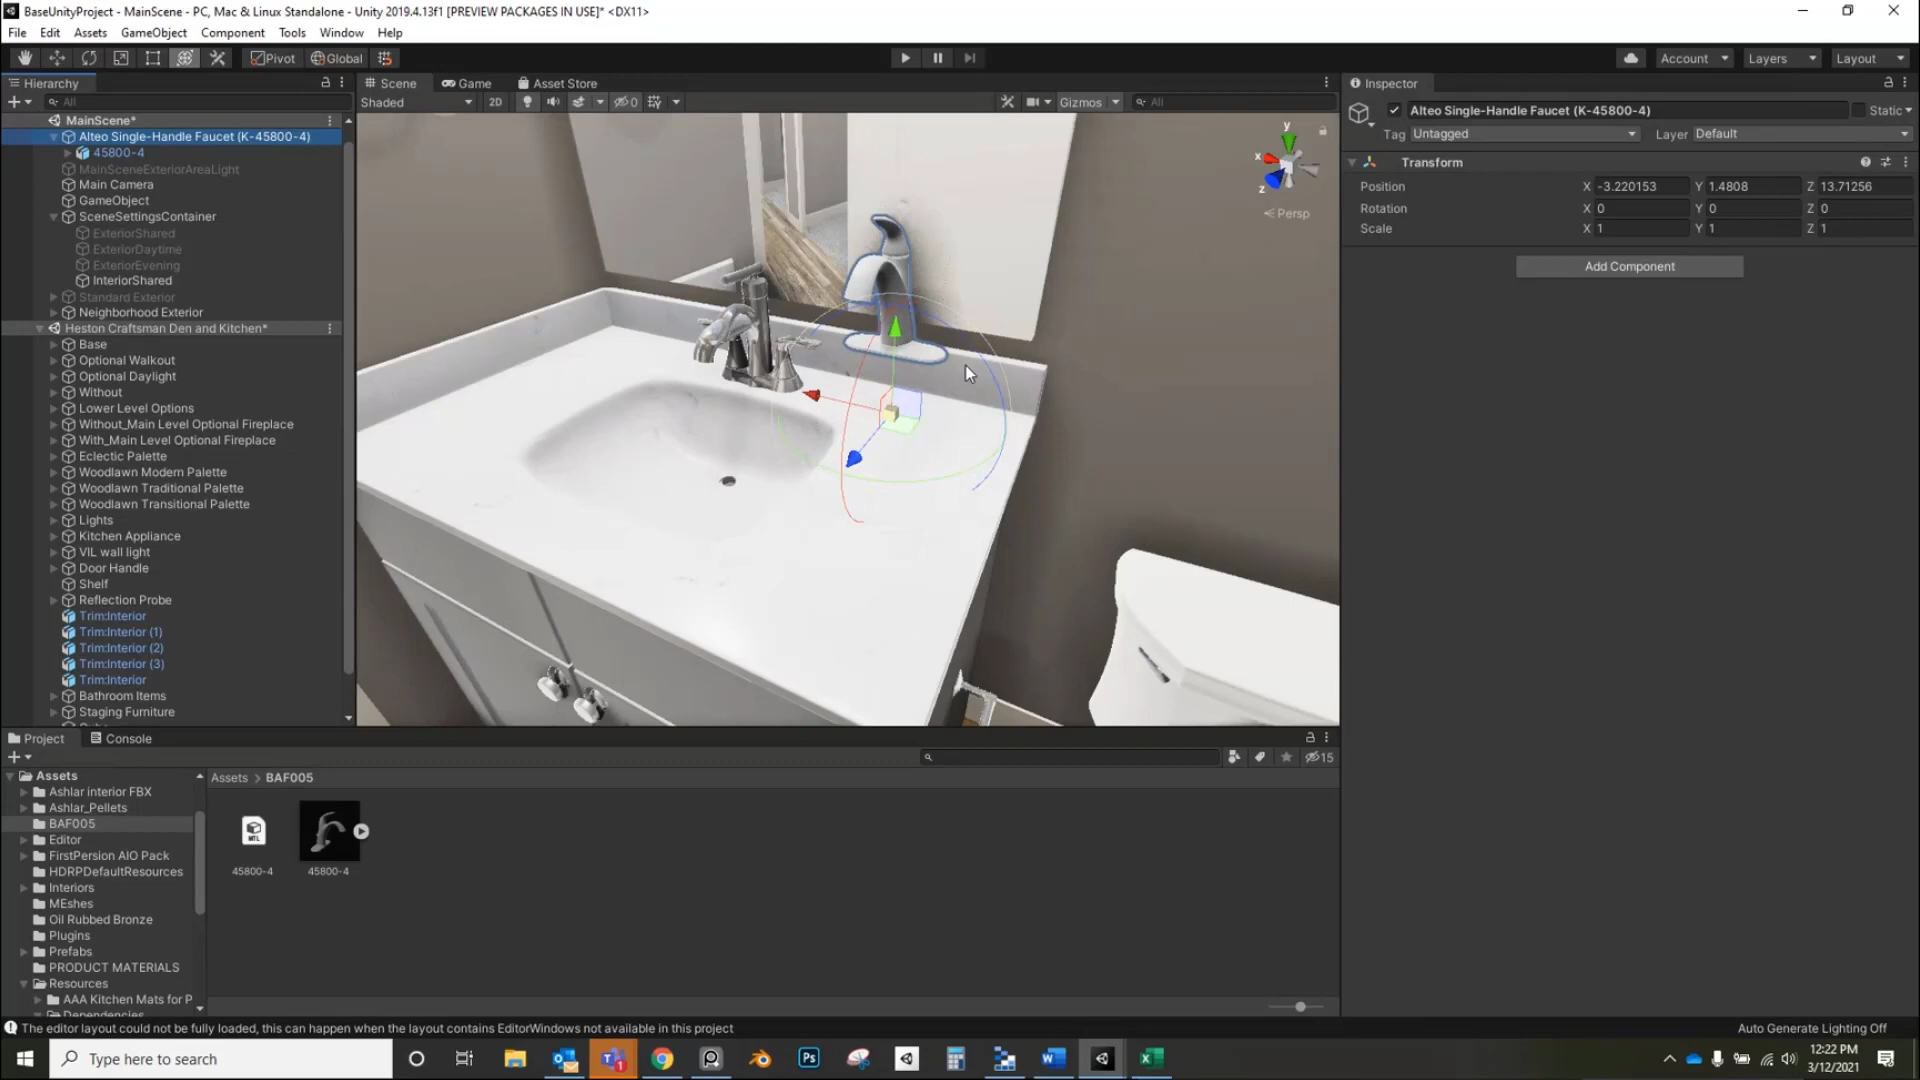 BaseUnityProject - MainScene - PC, Mac & Linux Standalone - Unity 2019.4.13f1 [PREVIEW PACKAGES IN USE]* <DX11>
File Edit Assets GameObject Component Tools Window Help
Pivot Global Account Layers Layout
Hierarchy
All
MainScene*
Alteo Single-Handle Faucet (K-45800-4)
45800-4
MainSceneExteriorAreaLight
Main Camera
GameObject
SceneSettingsContainer
ExteriorShared
ExteriorDaytime
ExteriorEvening
InteriorShared
Standard Exterior
Neighborhood Exterior
Heston Craftsman Den and Kitchen*
Base
Optional Walkout
Optional Daylight
Without
Lower Level Options
Without_Main Level Optional Fireplace
With_Main Level Optional Fireplace
Eclectic Palette
Woodlawn Modern Palette
Woodlawn Traditional Palette
Woodlawn Transitional Palette
Lights
Kitchen Appliance
VIL wall light
Door Handle
Shelf
Reflection Probe
Trim:Interior
Trim:Interior (1)
Trim:Interior (2)
Trim:Interior (3)
Trim:Interior
Bathroom Items
Staging Furniture
Scene Game Asset Store
Shaded 2D 0 Gizmos All
y
x
z
Persp
Inspector
Alteo Single-Handle Faucet (K-45800-4) Static
Tag Untagged Layer Default
Transform
Position X -3.220153 Y 1.4808 Z 13.71256
Rotation X 0 Y 0 Z 0
Scale X 1 Y 1 Z 1
Add Component
Project Console
15
Assets
Ashlar interior FBX
Ashlar_Pellets
BAF005
Editor
FirstPersion AIO Pack
HDRPDefaultResources
Interiors
MEshes
Oil Rubbed Bronze
Plugins
Prefabs
PRODUCT MATERIALS
Resources
AAA Kitchen Mats for P
Assets > BAF005
MTL
45800-4 45800-4
The editor layout could not be fully loaded, this can happen when the layout contains EditorWindows not available in this project
Auto Generate Lighting Off
Type here to search
1
Ps
12:22 PM
3/12/2021